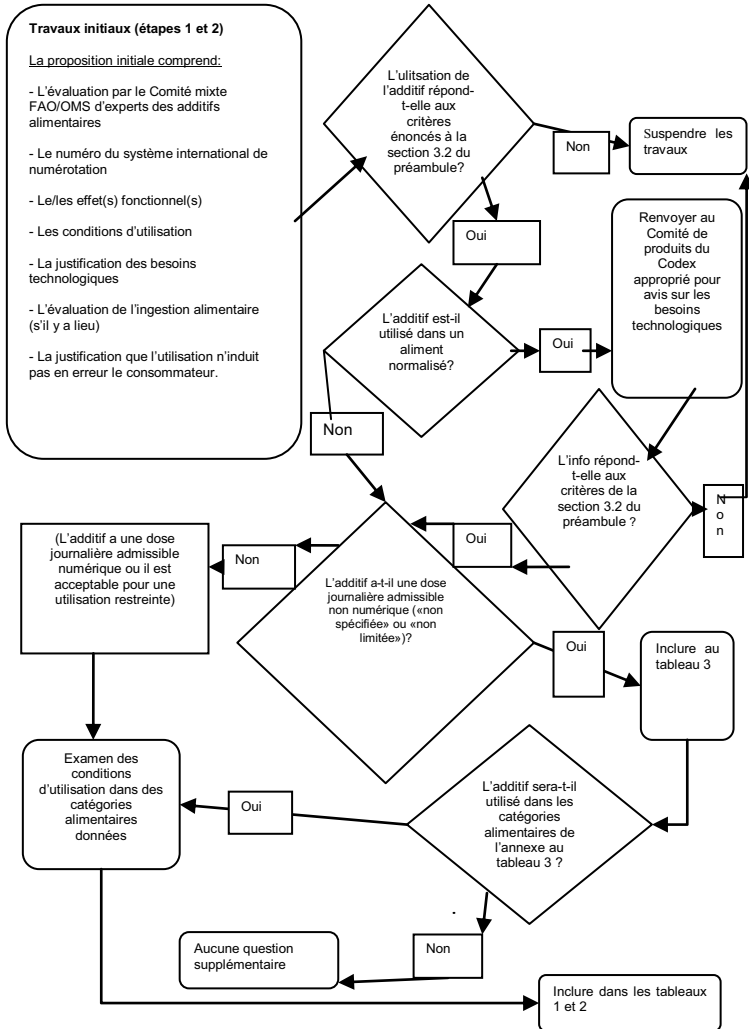 Travaux initiaux (étapes 1 et 2)
La proposition initiale comprend:
- L'évaluation par le Comité mixte
FAO/OMS d'experts des additifs
alimentaires
- Le numéro du système international de
numérotation
- Le/les effet(s) fonctionnel(s)
- Les conditions d'utilisation
- La justification des besoins
technologiques
- L'évaluation de l'ingestion alimentaire
(s'il y a lieu)
- La justification que l'utilisation n'induit
pas en erreur le consommateur.
L'ulitsation de
l'additif répond-
t-elle aux
critères
énoncés à la
section 3.2 du
préambule?
Non
Suspendre les
travaux
Oui
Renvoyer au
Comité de
produits du
Codex
approprié pour
avis sur les
besoins
technologiques
L'additif est-il
utilisé dans un
aliment
normalisé?
Oui
Non
L'info répond-
t-elle aux
critères de la
section 3.2 du
préambule ?
N
o
n
Oui
(L'additif a une dose
journalière admissible
numérique ou il est
acceptable pour une
utilisation restreinte)
Non
L'additif a-t-il une dose
journalière admissible
non numérique («non
spécifiée» ou «non
limitée»)?
Oui
Inclure au
tableau 3
Examen des
conditions
d'utilisation dans des
catégories
alimentaires
données
Oui
L'additif sera-t-il
utilisé dans les
catégories
alimentaires de
l'annexe au
tableau 3 ?
Non
Aucune question
supplémentaire
Inclure dans les tableaux
1 et 2